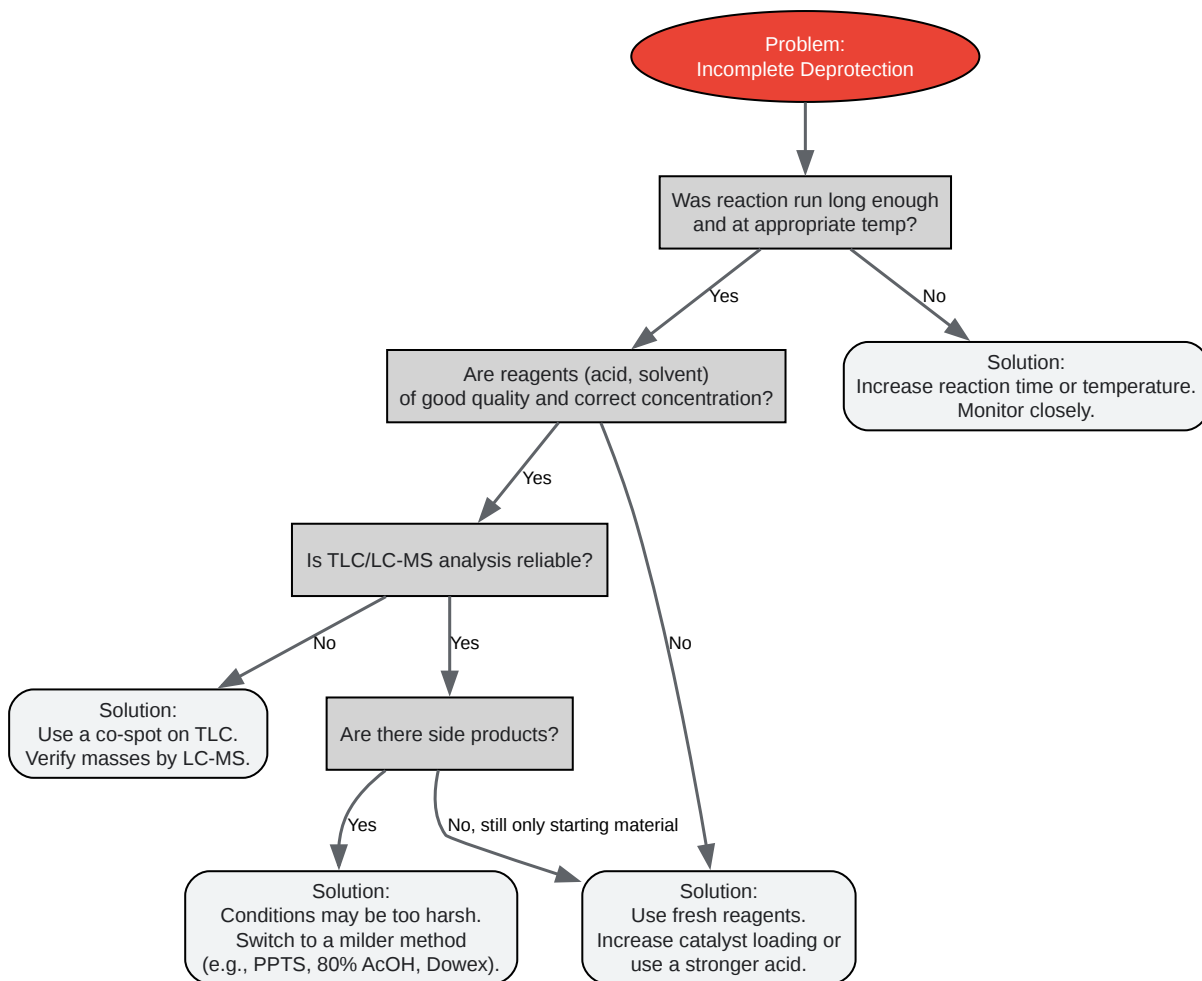 Problem:
Incomplete Deprotection
Was reaction run long enough
and at appropriate temp?
Yes
No
Are reagents (acid, solvent)
of good quality and correct concentration?
Solution:
Increase reaction time or temperature.
Monitor closely.
Yes
Is TLC/LC-MS analysis reliable?
No
Yes
No
Solution:
Use a co-spot on TLC.
Verify masses by LC-MS.
Are there side products?
Yes
No, still only starting material
Solution:
Conditions may be too harsh.
Switch to a milder method
(e.g., PPTS, 80% AcOH, Dowex).
Solution:
Use fresh reagents.
Increase catalyst loading or
use a stronger acid.